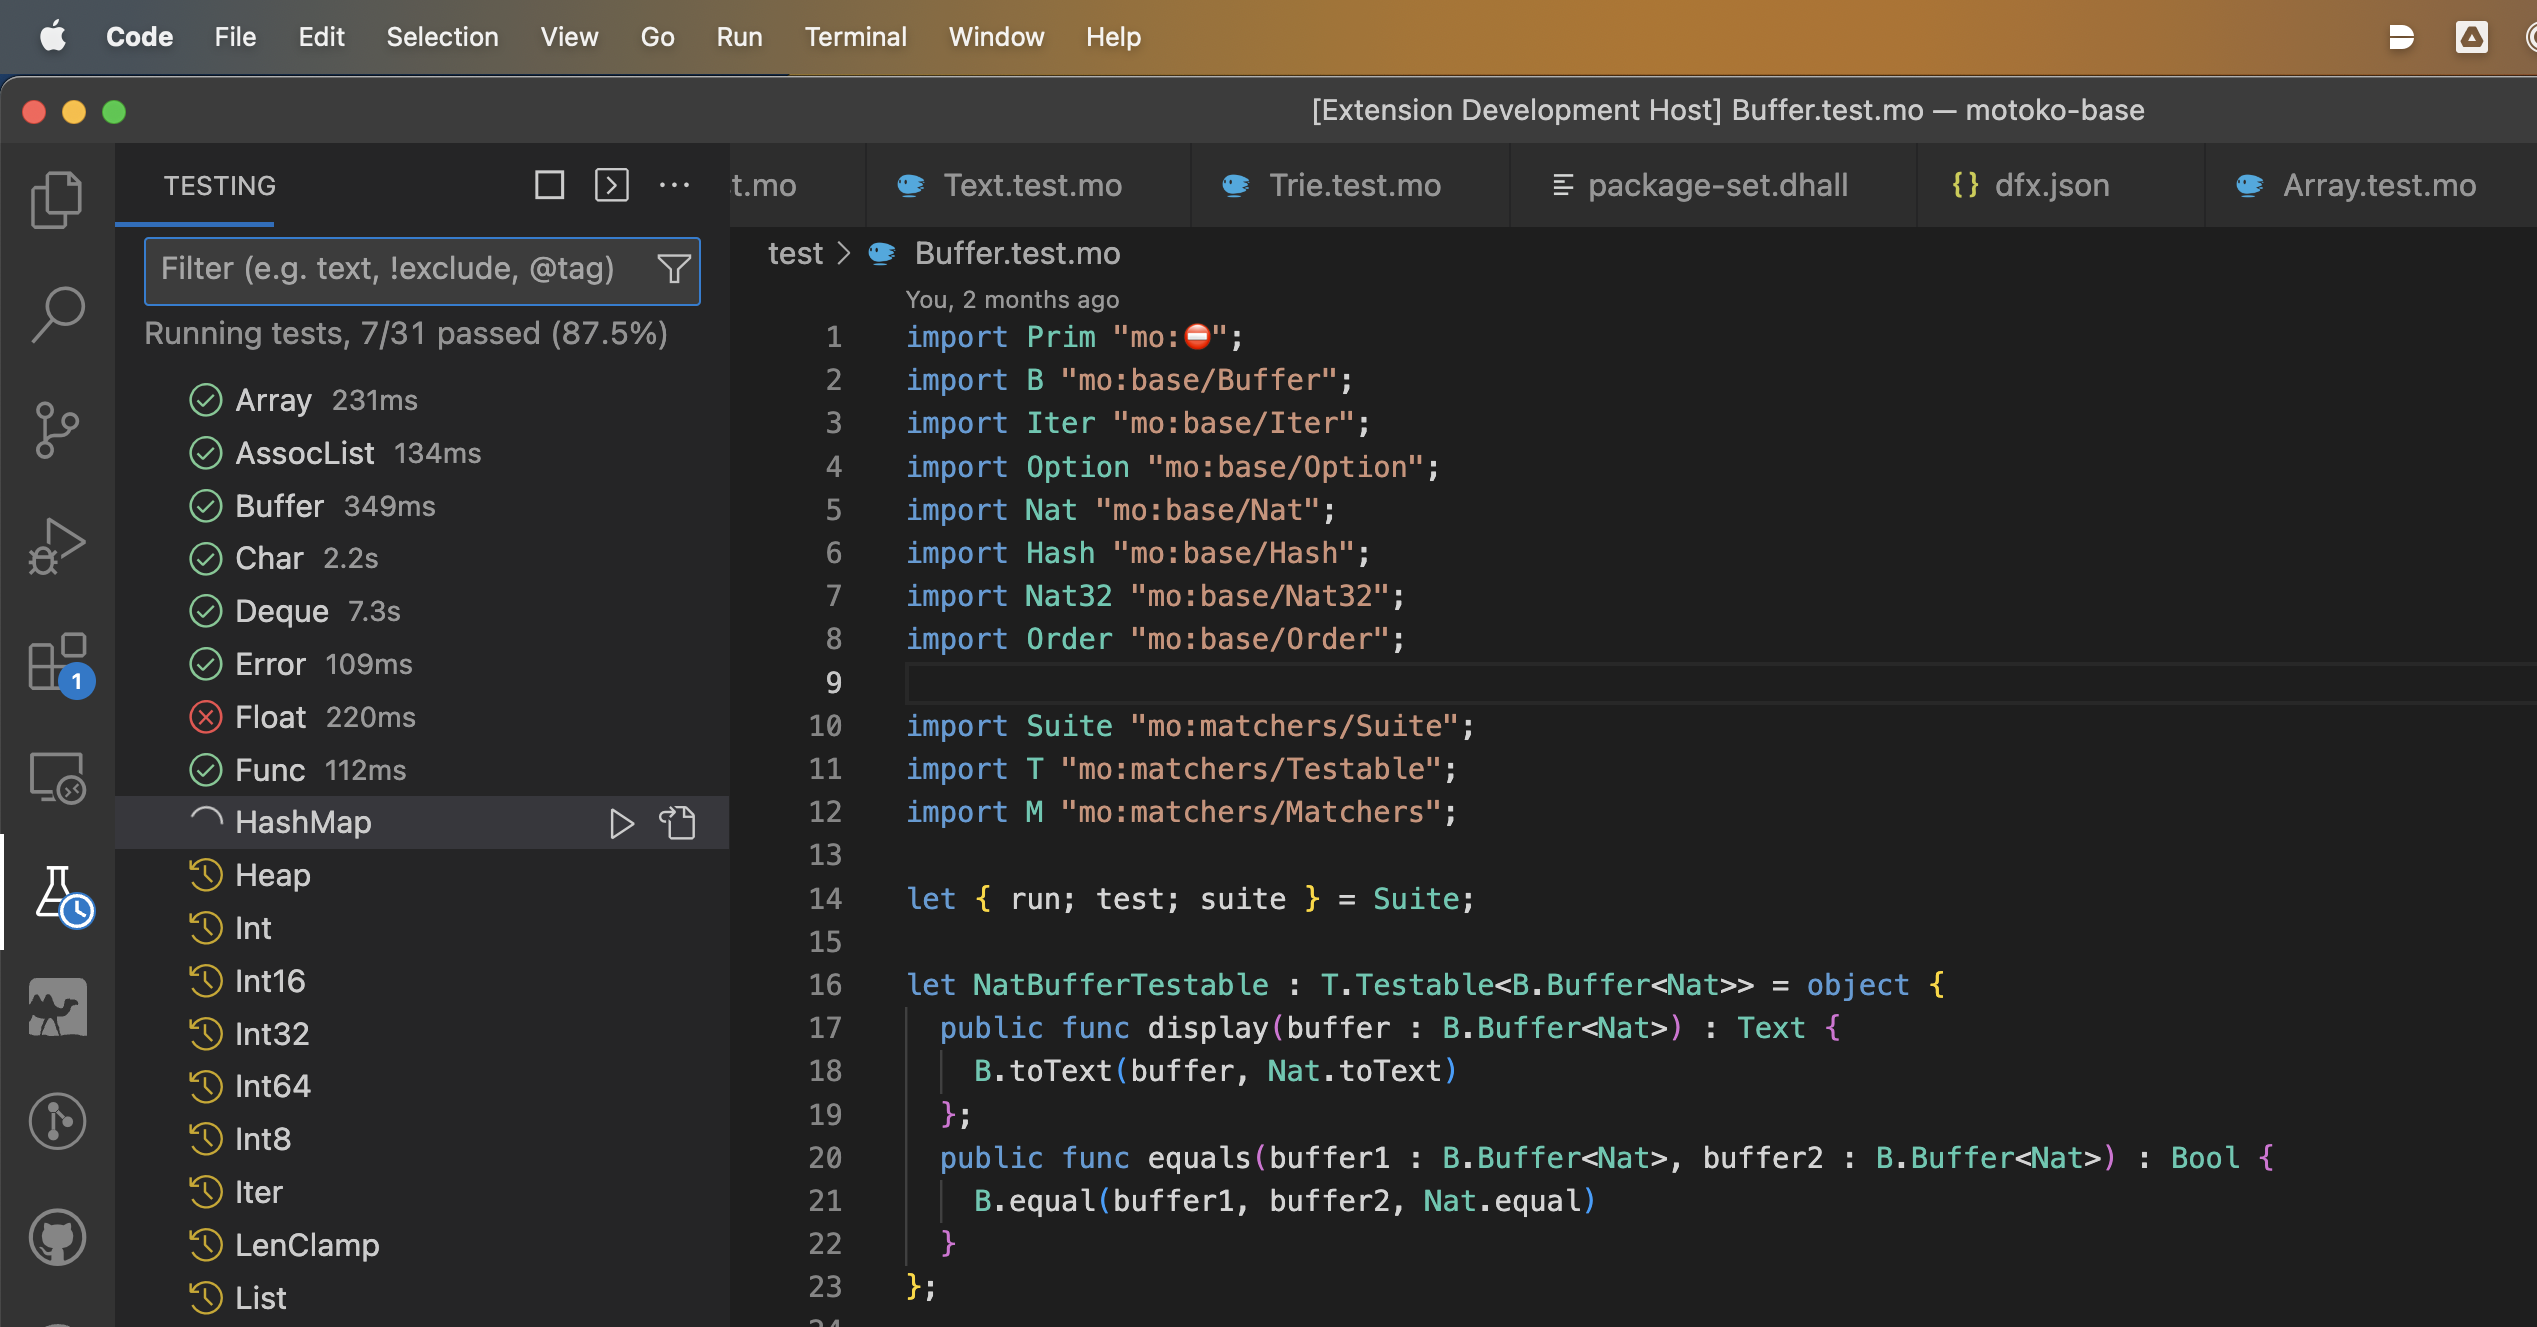 Code File Edit Selection View Go Run Terminal Window Help
[Extension Development Host] Buffer.test.mo — motoko-base
TESTING
t.mo Text.test.mo Trie.test.mo package-set.dhall {} dfx.json Array.test.mo
Filter (e.g. text, !exclude, @tag)
Running tests, 7/31 passed (87.5%)
Array 231ms
AssocList 134ms
Buffer 349ms
Char 2.2s
Deque 7.3s
Error 109ms
Float 220ms
Func 112ms
HashMap
Heap
Int
Int16
Int32
Int64
Int8
Iter
LenClamp
List
1
test > Buffer.test.mo
You, 2 months ago
1 import Prim "mo:⛔";
2 import B "mo:base/Buffer";
3 import Iter "mo:base/Iter";
4 import Option "mo:base/Option";
5 import Nat "mo:base/Nat";
6 import Hash "mo:base/Hash";
7 import Nat32 "mo:base/Nat32";
8 import Order "mo:base/Order";
9
10 import Suite "mo:matchers/Suite";
11 import T "mo:matchers/Testable";
12 import M "mo:matchers/Matchers";
13
14 let { run; test; suite } = Suite;
15
16 let NatBufferTestable : T.Testable<B.Buffer<Nat>> = object {
17 public func display(buffer : B.Buffer<Nat>) : Text {
18 B.toText(buffer, Nat.toText)
19 };
20 public func equals(buffer1 : B.Buffer<Nat>, buffer2 : B.Buffer<Nat>) : Bool {
21 B.equal(buffer1, buffer2, Nat.equal)
22 }
23 };
24